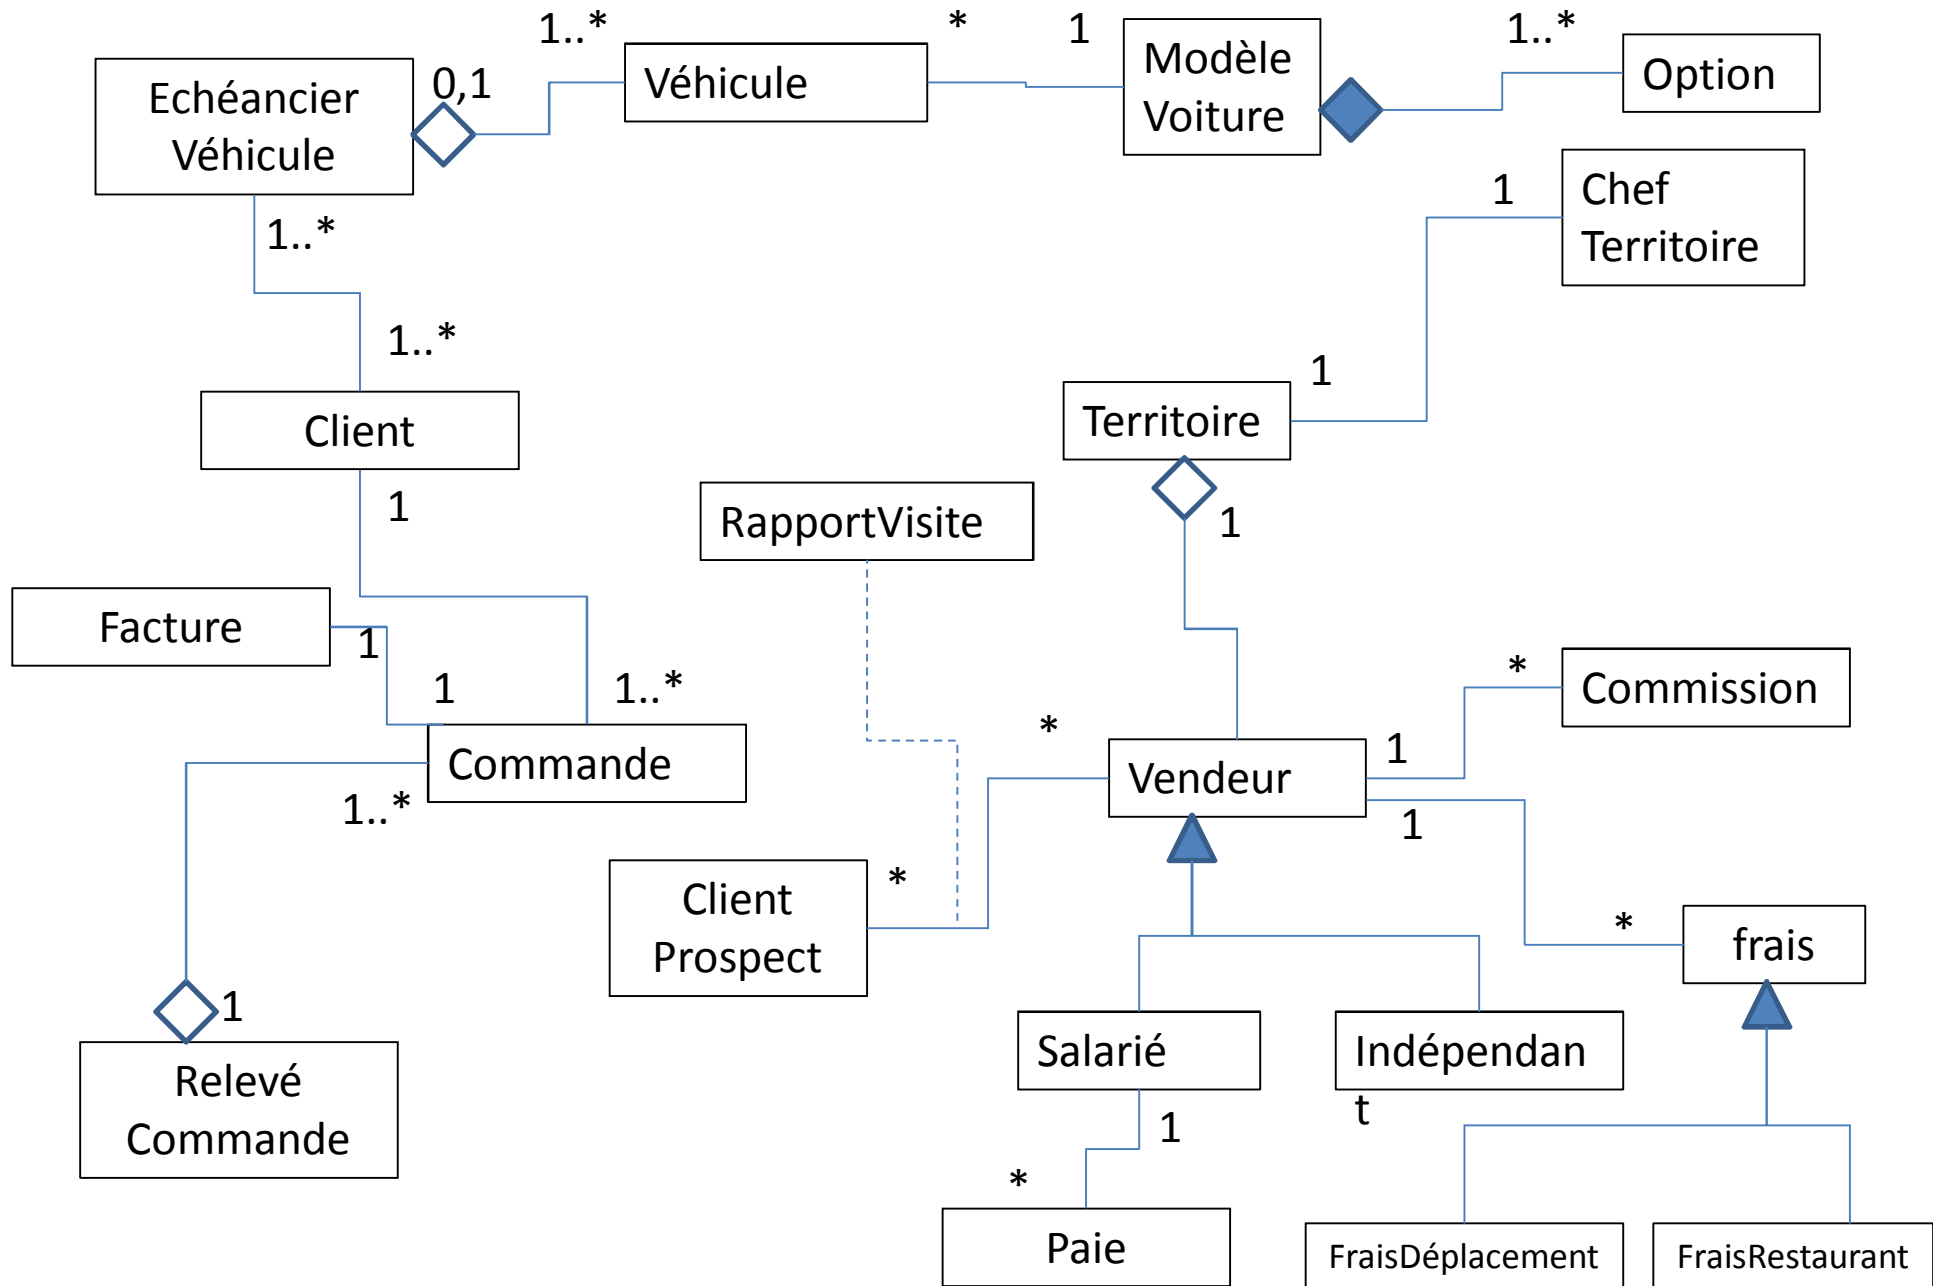 1..*
*
1
1..*
Echéancier
Véhicule
0,1
Véhicule
Modèle
Voiture
Option
1..*
1
Chef
Territoire
1..*
1
Client
Territoire
1
RapportVisite
1
Facture
1
1
1..*
*
*
Commission
Commande
Vendeur
1
1..*
1
Client
Prospect
*
*
frais
1
Relevé
Commande
Salarié
Indépendan
t
1
*
Paie
FraisDéplacement
FraisRestaurant